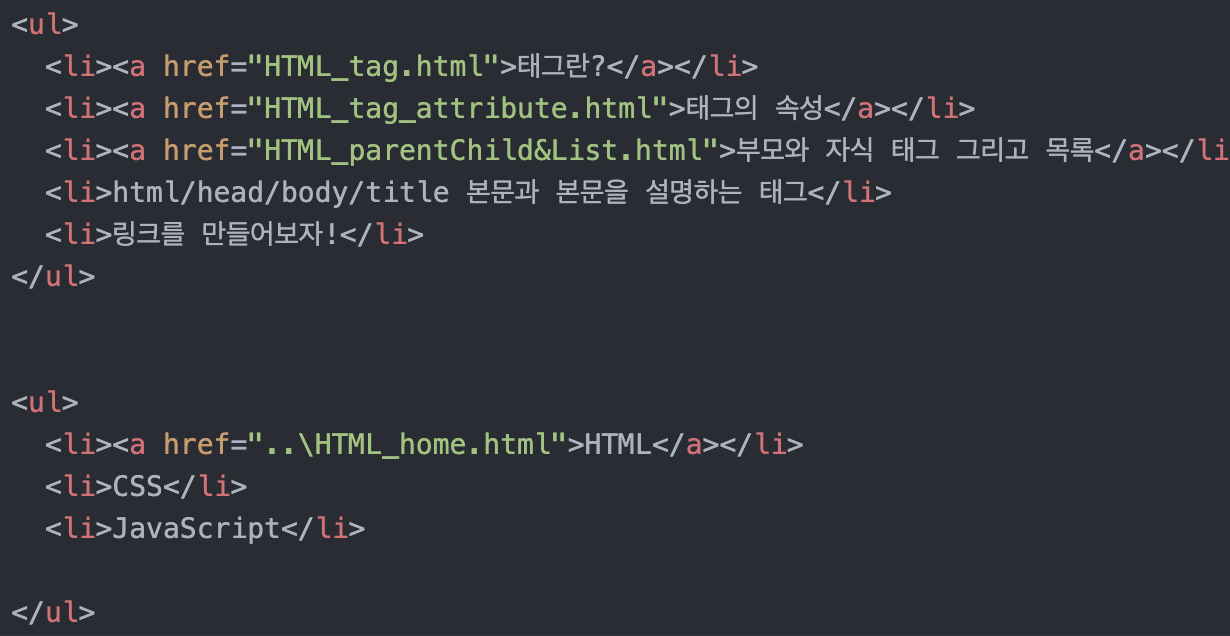 <ul>
  <li><a href="HTML_tag.html">태그란?</a></li>
  <li><a href="HTML_tag_attribute.html">태그의 속성</a></li>
  <li><a href="HTML_parentChild&List.html">부모와 자식 태그 그리고 목록</a></li
  <li>html/head/body/title 본문과 본문을 설명하는 태그</li>
  <li>링크를 만들어보자!</li>
</ul>
<ul>
  <li><a href="..\HTML_home.html">HTML</a></li>
  <li>CSS</li>
  <li>JavaScript</li>
</ul>